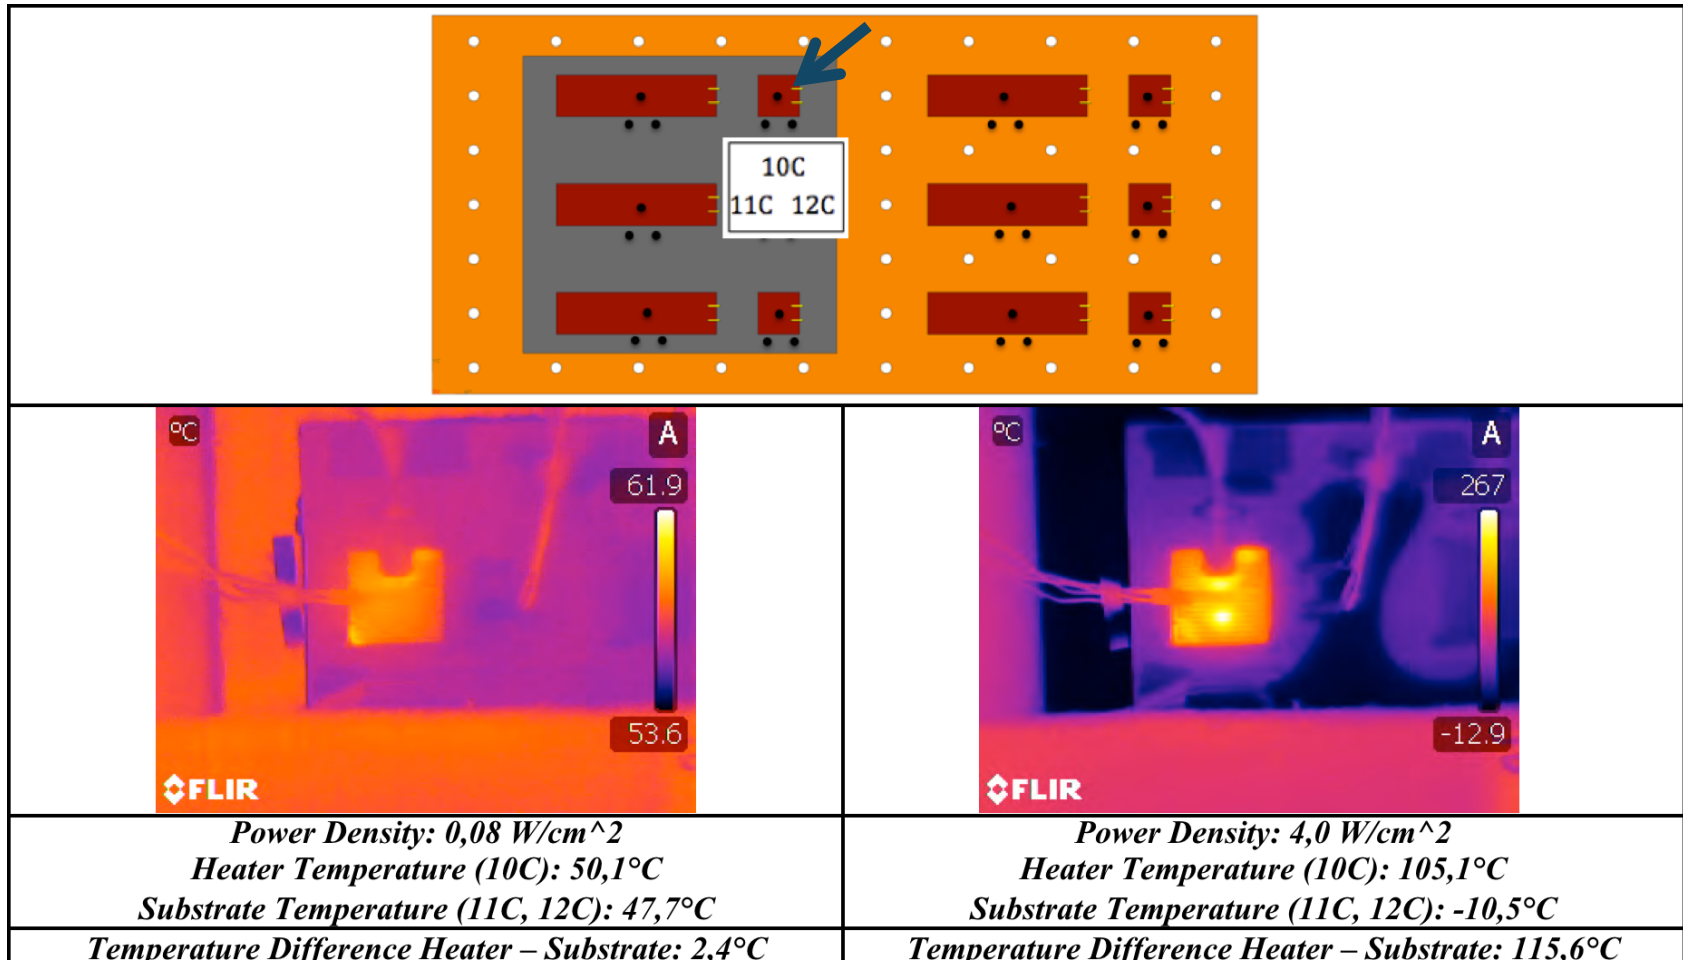 10C
11C 12C
°C
A
61.9
53.6
FLIR
°C
A
267
-12.9
FLIR
Power Density: 0,08 W/cm^2
Heater Temperature (10C): 50,1°C
Substrate Temperature (11C, 12C): 47,7°C
Temperature Difference Heater – Substrate: 2,4°C
Power Density: 4,0 W/cm^2
Heater Temperature (10C): 105,1°C
Substrate Temperature (11C, 12C): -10,5°C
Temperature Difference Heater – Substrate: 115,6°C